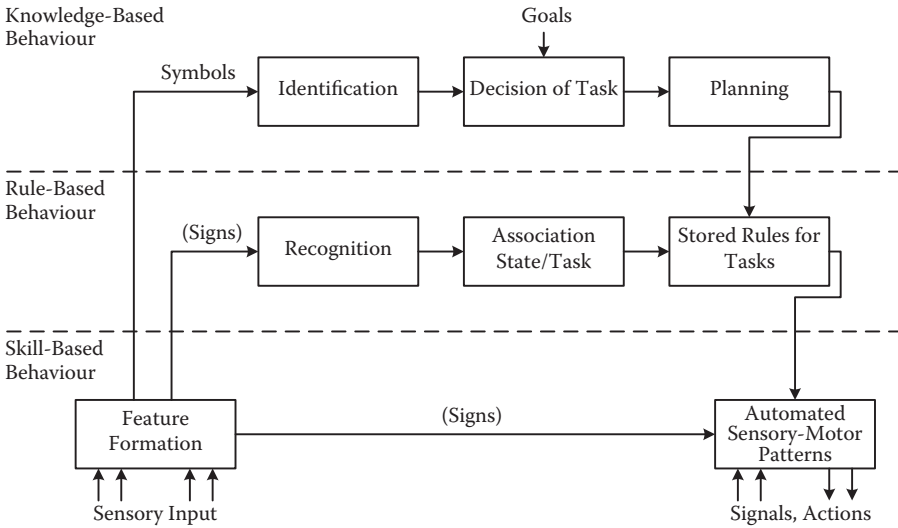 Knowledge-Based
Behaviour
Goals
Symbols
Identification
Decision of Task
Planning
Rule-Based
Behaviour
(Signs)
Recognition
Association
State/Task
Stored Rules for
Tasks
Skill-Based
Behaviour
Feature
Formation
(Signs)
Automated
Sensory-Motor
Patterns
Sensory Input
Signals, Actions